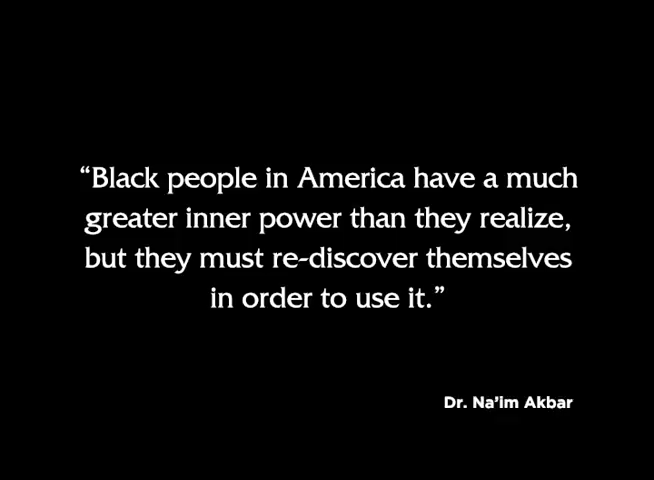 “Black people in America have a much
greater inner power than they realize,
but they must re-discover themselves
in order to use it.”
Dr. Na’im Akbar